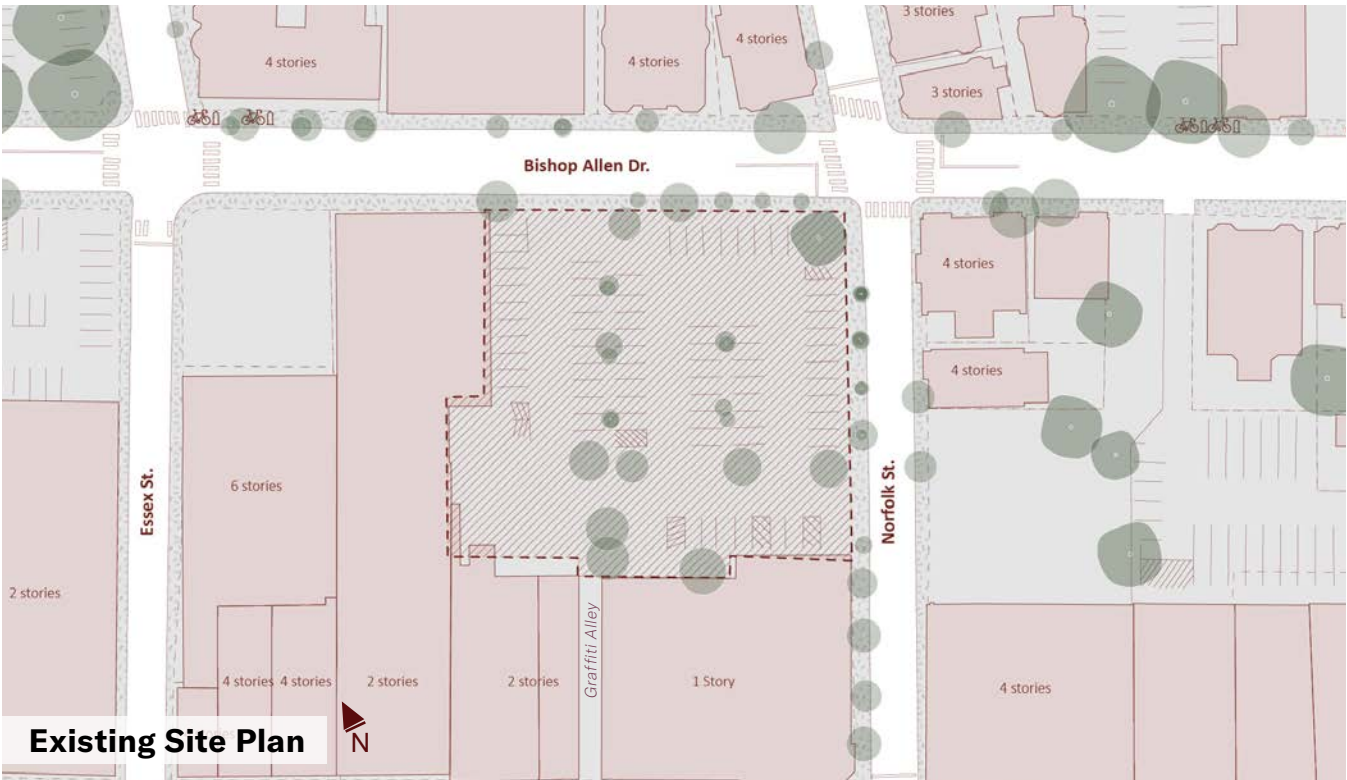 3 stories
4 stories
4 stories
4 stories
3 stories
Bishop Allen Dr.
4 stories
4 stories
Essex St.
6 stories
Norfolk St.
2 stories
Graffiti Alley
4 stories
4 stories
2 stories
2 stories
1 Story
4 stories
Existing Site Plan
N